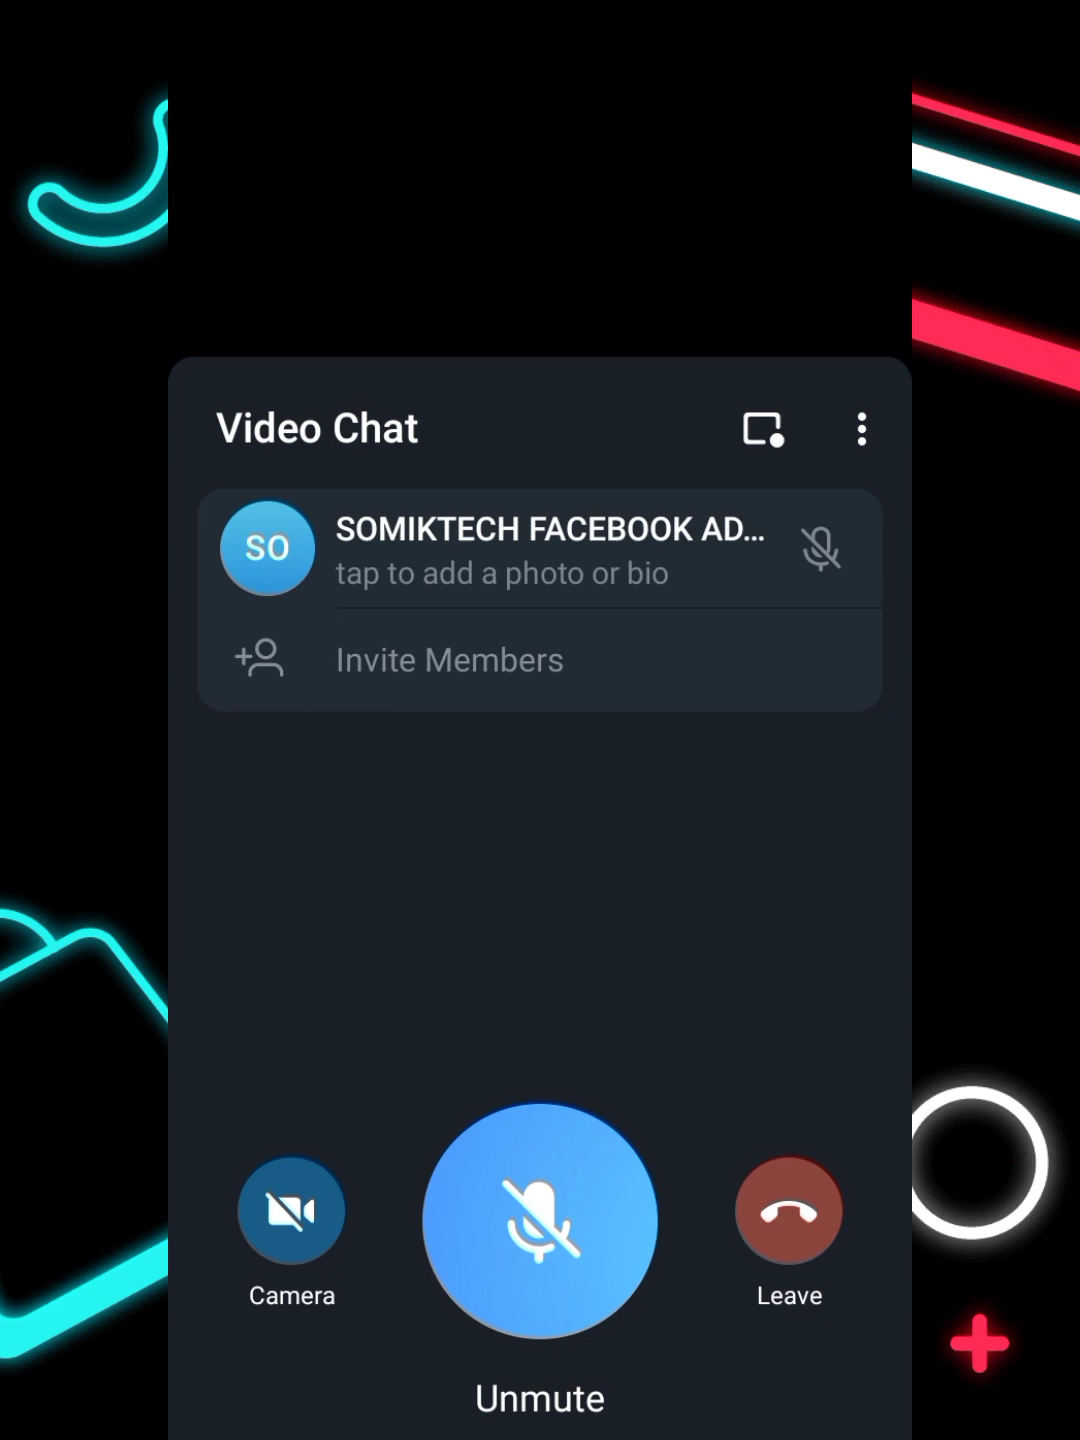 Video Chat
SO
SOMIKTECH FACEBOOK AD...
tap to add a photo or bio
Invite Members
Camera
Leave
Unmute